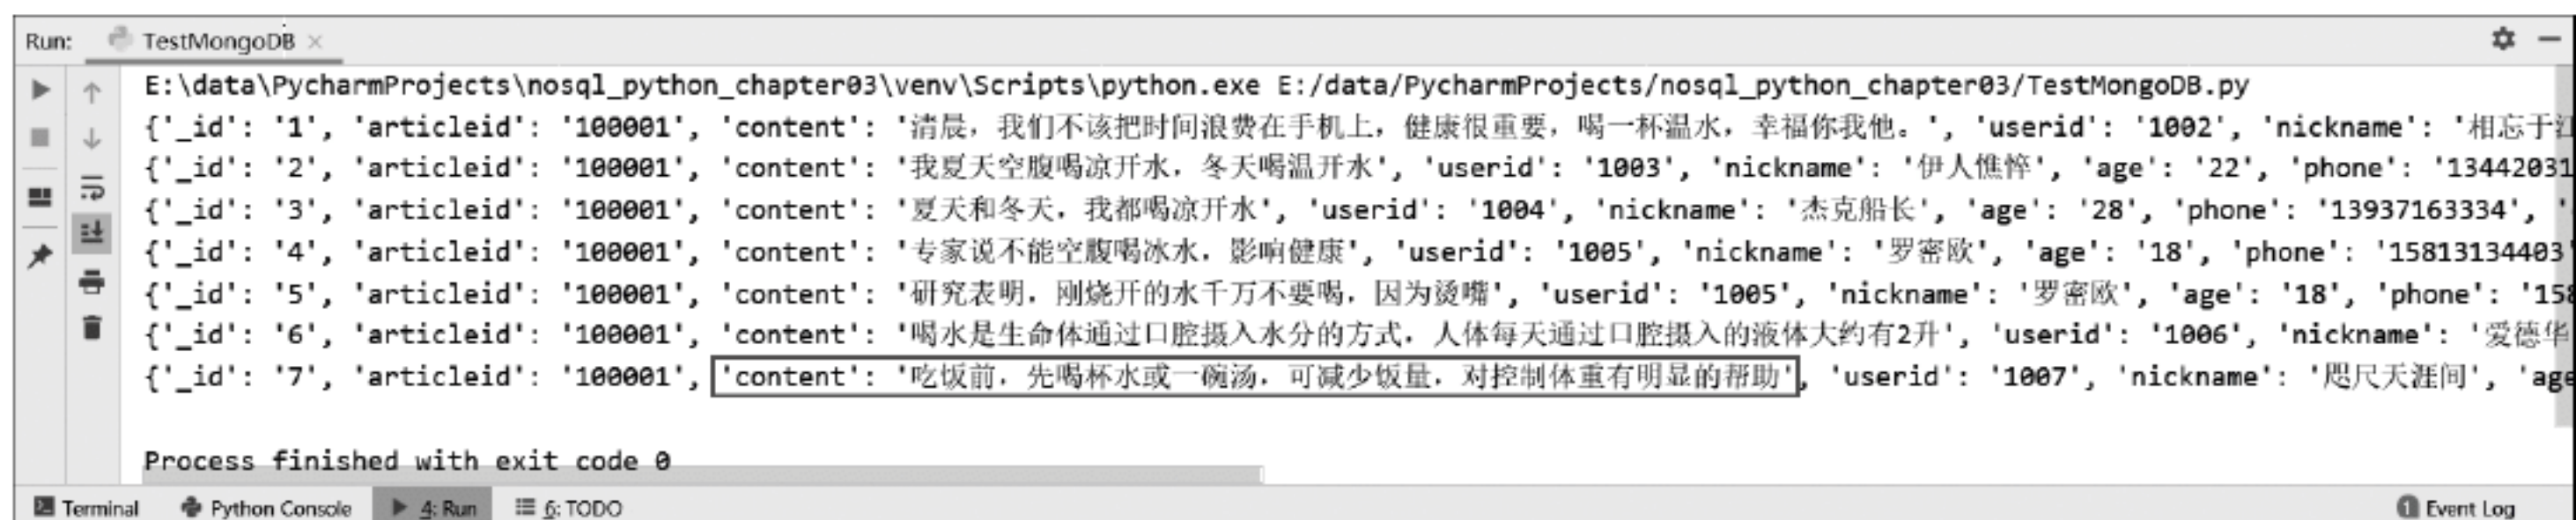 Run: TestMongoDB ×
E:\data\PycharmProjects\nosql_python_chapter03\venv\Scripts\python.exe E:/data/PycharmProjects/nosql_python_chapter03/TestMongoDB.py
{'_id': '1', 'articleid': '100001', 'content': '清晨，我们不该把时间浪费在手机上，健康很重要，喝一杯温水，幸福你我他。', 'userid': '1002', 'nickname': '相忘于江
{'_id': '2', 'articleid': '100001', 'content': '我夏天空腹喝凉开水，冬天喝温开水', 'userid': '1003', 'nickname': '伊人憔悴', 'age': '22', 'phone': '13442031
{'_id': '3', 'articleid': '100001', 'content': '夏天和冬天，我都喝凉开水', 'userid': '1004', 'nickname': '杰克船长', 'age': '28', 'phone': '13937163334', '
{'_id': '4', 'articleid': '100001', 'content': '专家说不能空腹喝冰水，影响健康', 'userid': '1005', 'nickname': '罗密欧', 'age': '18', 'phone': '15813134403'
{'_id': '5', 'articleid': '100001', 'content': '研究表明，刚烧开的水千万不要喝，因为烫嘴', 'userid': '1005', 'nickname': '罗密欧', 'age': '18', 'phone': '158
{'_id': '6', 'articleid': '100001', 'content': '喝水是生命体通过口腔摄入水分的方式，人体每天通过口腔摄入的液体大约有2升', 'userid': '1006', 'nickname': '爱德华
{'_id': '7', 'articleid': '100001', 'content': '吃饭前，先喝杯水或一碗汤，可减少饭量，对控制体重有明显的帮助', 'userid': '1007', 'nickname': '咫尺天涯间', 'age
Process finished with exit code 0
Terminal Python Console 4: Run 6: TODO 1 Event Log